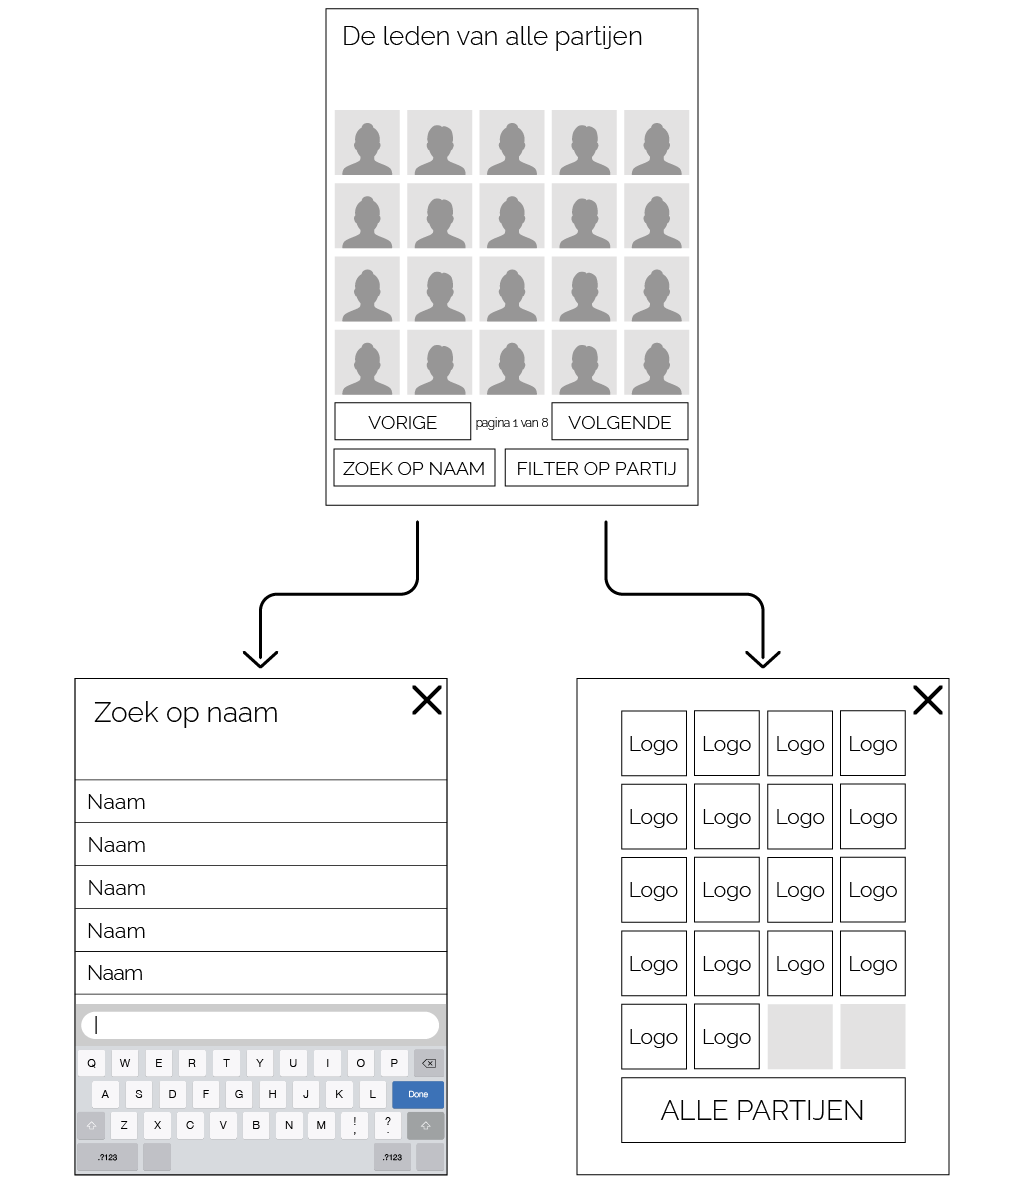 De leden van alle partijen
VORIGE pagina 1 van 8 VOLGENDE
ZOEK OP NAAM FILTER OP PARTIJ
Zoek op naam
Naam
Naam
Naam
Naam
Naam
Q W E R T Y U I O P
A S D F G H J K L Done
Z X C V B N M ! , ? .
.?123 .?123
Logo Logo Logo Logo
Logo Logo Logo Logo
Logo Logo Logo Logo
Logo Logo Logo Logo
Logo Logo
ALLE PARTIJEN